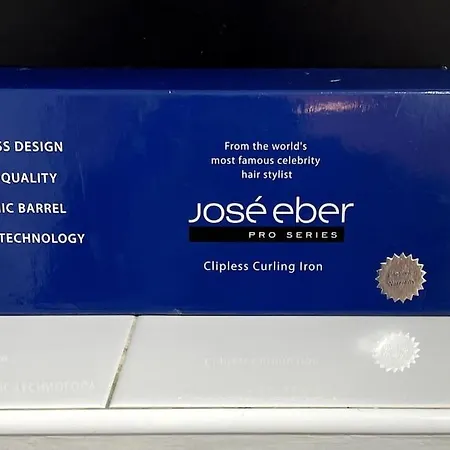 SS DESIGN
QUALITY
IC BARREL
TECHNOLOGY
From the world's
most famous celebrity
hair stylist
José eber
PRO SERIES
Clipless Curling Iron